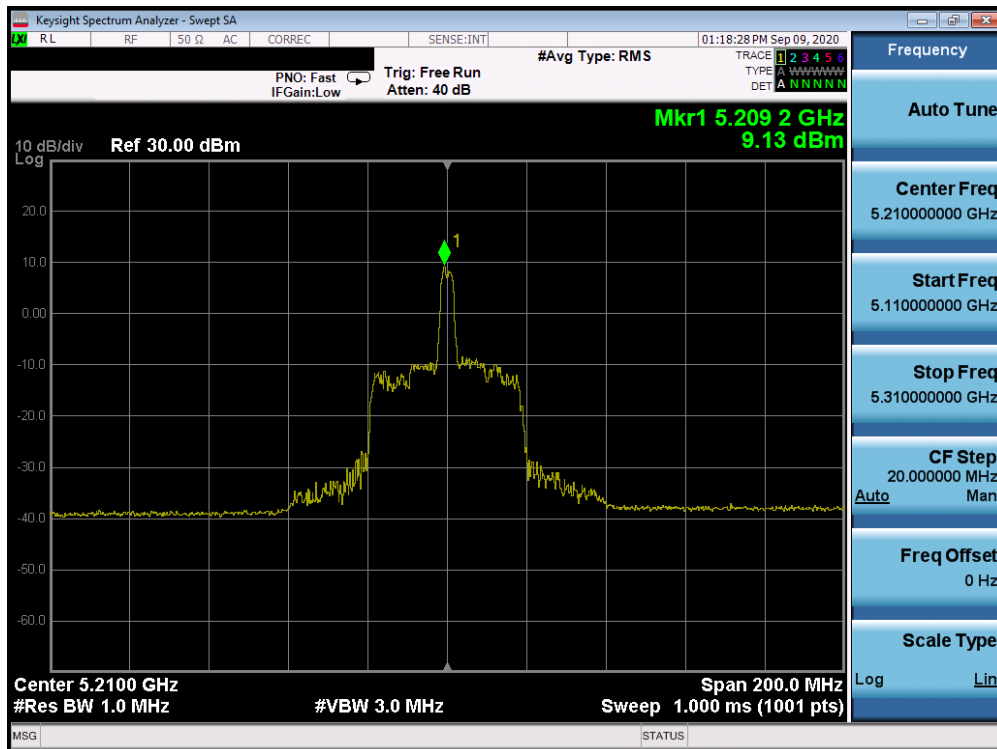 Keysight Spectrum Analyzer - Swept SA
LXI RL RF 50 Ω AC CORREC SENSE:INT 01:18:28 PM Sep 09, 2020
#Avg Type: RMS TRACE 1 2 3 4 5 6
PNO: Fast Trig: Free Run TYPE A WWWWW
IFGain:Low Atten: 40 dB DET A N N N N N
Mkr1 5.209 2 GHz
9.13 dBm
10 dB/div Ref 30.00 dBm
Log
20.0
1
10.0
0.00
-10.0
-20.0
-30.0
-40.0
-50.0
-60.0
Center 5.2100 GHz Span 200.0 MHz
#Res BW 1.0 MHz #VBW 3.0 MHz Sweep 1.000 ms (1001 pts)
MSG STATUS
Frequency
Auto Tune
Center Freq
5.210000000 GHz
Start Freq
5.110000000 GHz
Stop Freq
5.310000000 GHz
CF Step
20.000000 MHz
Auto Man
Freq Offset
0 Hz
Scale Type
Log Lin